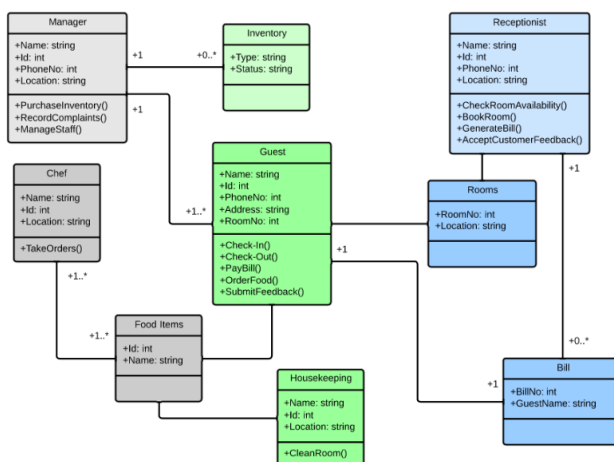 Manager
+Name: string
+Id: int
+PhoneNo: int
+Location: string
+PurchaseInventory()
+RecordComplaints()
+ManageStaff()
+1
+0..*
+1
Inventory
+Type: string
+Status: string
Receptionist
+Name: string
+Id: int
+PhoneNo: int
+Location: string
+CheckRoomAvailability()
+BookRoom()
+GenerateBill()
+AcceptCustomerFeedback()
+1
Chef
+Name: string
+Id: int
+Location: string
+TakeOrders()
+1..*
+1..*
Guest
+Name: string
+Id: int
+PhoneNo: int
+Address: string
+RoomNo: int
+Check-In()
+Check-Out()
+PayBill()
+OrderFood()
+SubmitFeedback()
+1
Rooms
+RoomNo: int
+Location: string
+1..*
Food Items
+Id: int
+Name: string
+0..*
+1
Bill
+BillNo: int
+GuestName: string
Housekeeping
+Name: string
+Id: int
+Location: string
+CleanRoom()